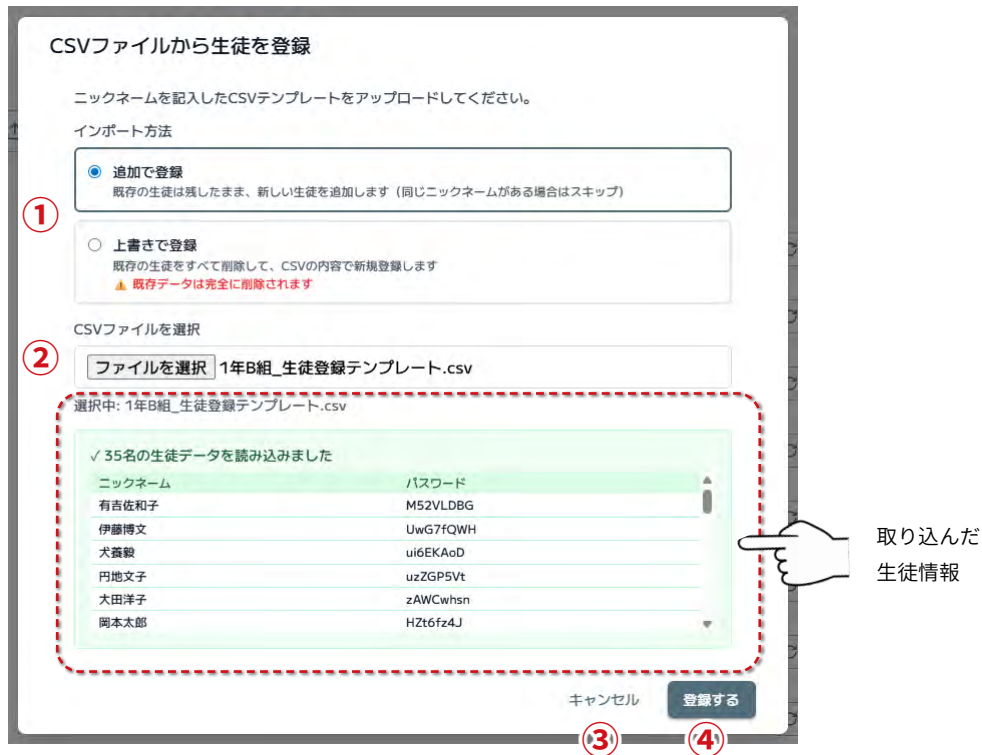 CSVファイルから生徒を登録
ニックネームを記入したCSVテンプレートをアップロードしてください。
インポート方法
追加で登録
既存の生徒は残したまま、新しい生徒を追加します（同じニックネームがある場合はスキップ）
①
上書きで登録
既存の生徒をすべて削除して、CSVの内容で新規登録します
⚠ 既存データは完全に削除されます
CSVファイルを選択
②
ファイルを選択 1年B組_生徒登録テンプレート.csv
選択中: 1年B組_生徒登録テンプレート.csv
✓ 35名の生徒データを読み込みました
ニックネーム パスワード
有吉佐和子 M52VLDBG
伊藤博文 UwG7fQWH
犬養毅 ui6EKAoD
円地文子 uzZGP5Vt
大田洋子 zAWCwhsn
岡本太郎 HZt6fz4J
取り込んだ
生徒情報
キャンセル 登録する
③ ④